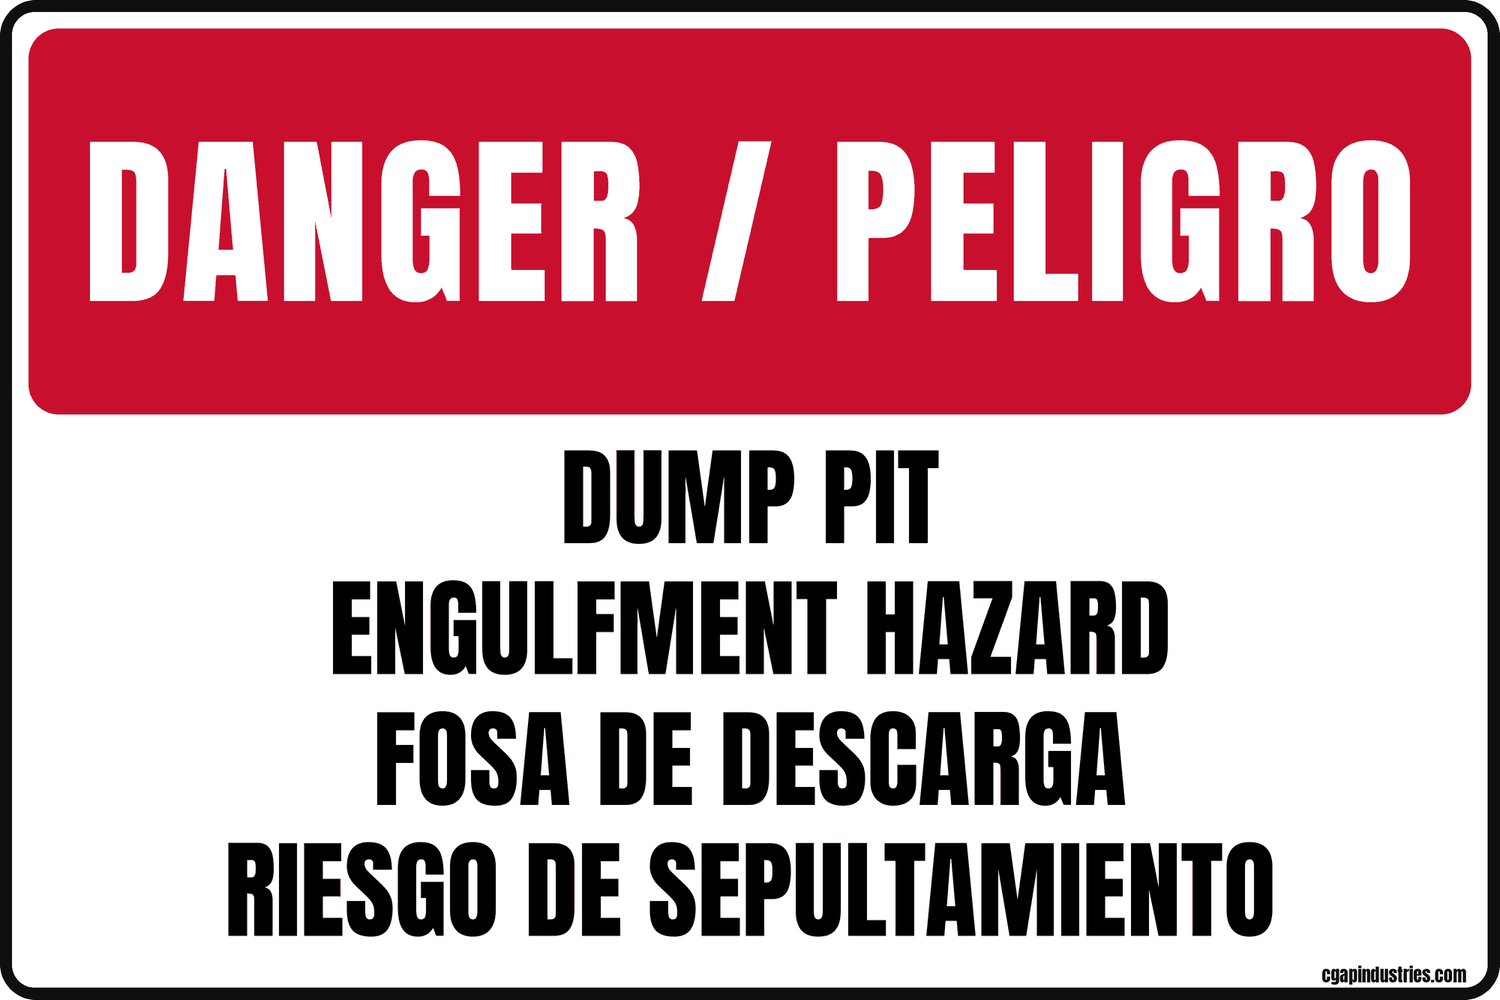 DANGER / PELIGRO
DUMP PIT
ENGULFMENT HAZARD
FOSA DE DESCARGA
RIESGO DE SEPULTAMIENTO
cgapindustries.com